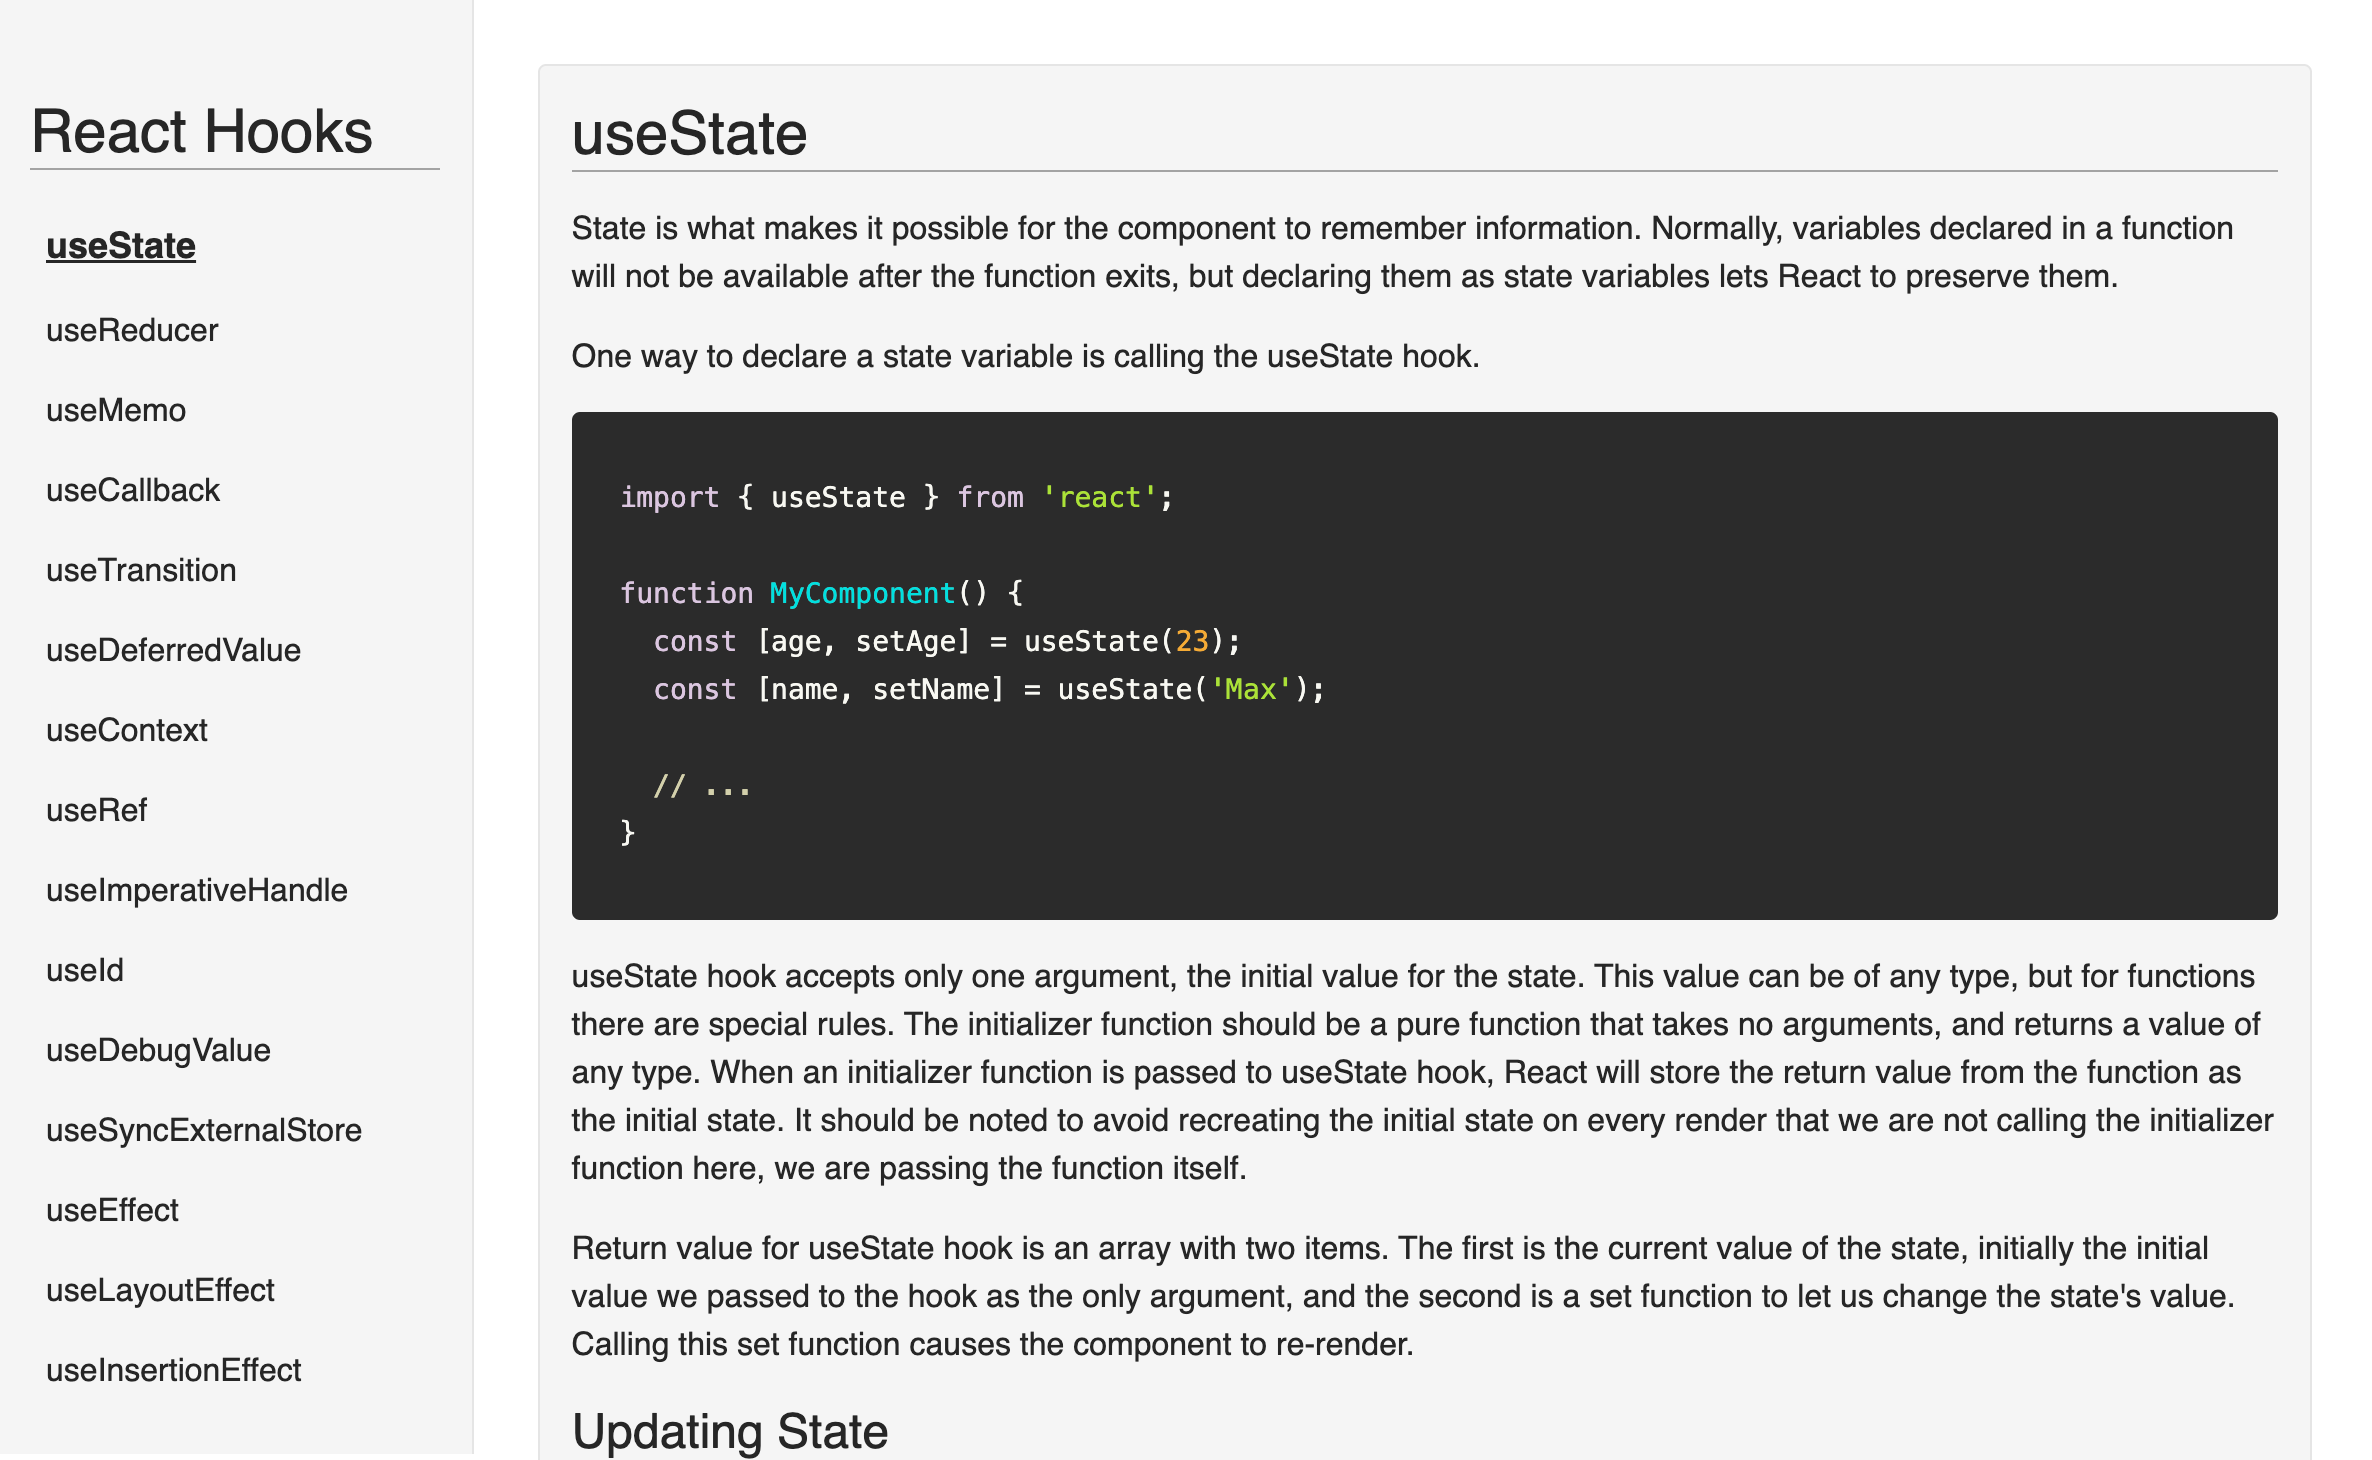 React Hooks
useState
useReducer
useMemo
useCallback
useTransition
useDeferredValue
useContext
useRef
useImperativeHandle
useId
useDebugValue
useSyncExternalStore
useEffect
useLayoutEffect
useInsertionEffect
useState
State is what makes it possible for the component to remember information. Normally, variables declared in a function
will not be available after the function exits, but declaring them as state variables lets React to preserve them.
One way to declare a state variable is calling the useState hook.
import { useState } from 'react';
function MyComponent() {
  const [age, setAge] = useState(23);
  const [name, setName] = useState('Max');
  // ...
}
useState hook accepts only one argument, the initial value for the state. This value can be of any type, but for functions
there are special rules. The initializer function should be a pure function that takes no arguments, and returns a value of
any type. When an initializer function is passed to useState hook, React will store the return value from the function as
the initial state. It should be noted to avoid recreating the initial state on every render that we are not calling the initializer
function here, we are passing the function itself.
Return value for useState hook is an array with two items. The first is the current value of the state, initially the initial
value we passed to the hook as the only argument, and the second is a set function to let us change the state's value.
Calling this set function causes the component to re-render.
Updating State